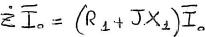 Ż Ī₀ = (R₁ + JX₁) Ī₀